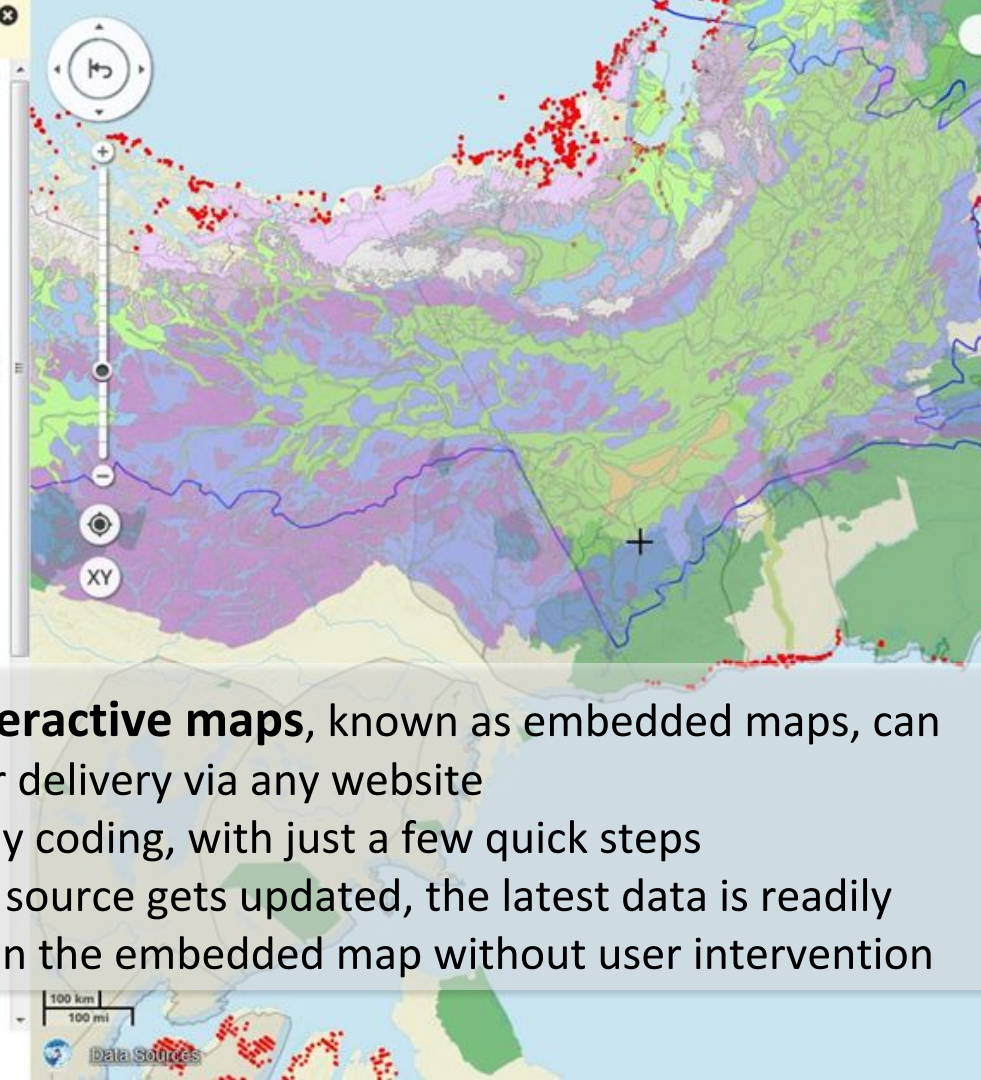 XY
eractive maps, known as embedded maps, can
r delivery via any website
y coding, with just a few quick steps
source gets updated, the latest data is readily
n the embedded map without user intervention
100 km
100 mi
Data Sources